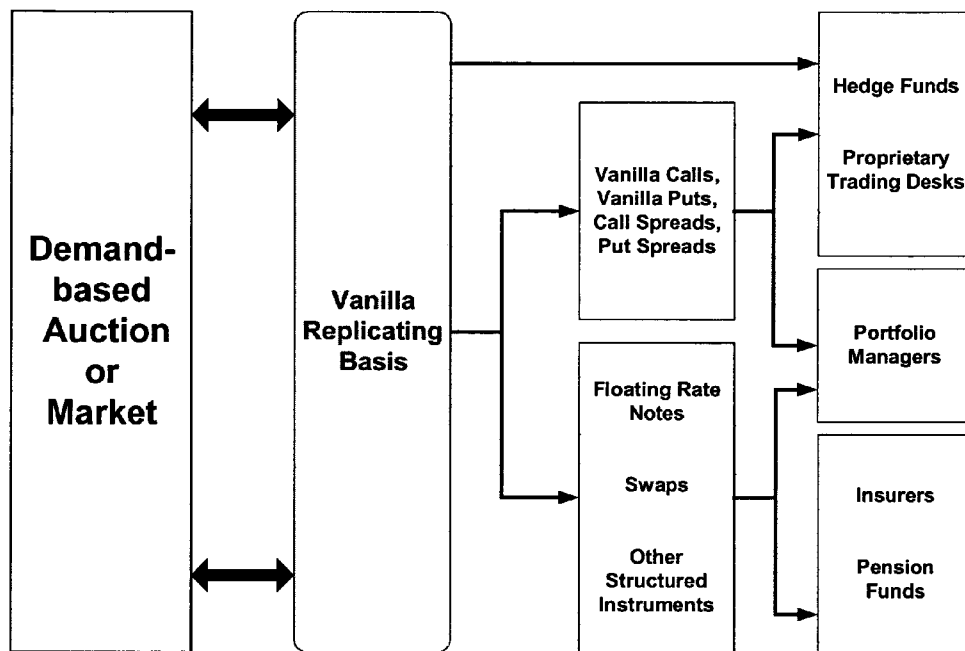 Demand-
based
Auction
or
Market
Vanilla
Replicating
Basis
Vanilla Calls,
Vanilla Puts,
Call Spreads,
Put Spreads
Floating Rate
Notes
Swaps
Other
Structured
Instruments
Hedge Funds
Proprietary
Trading Desks
Portfolio
Managers
Insurers
Pension
Funds